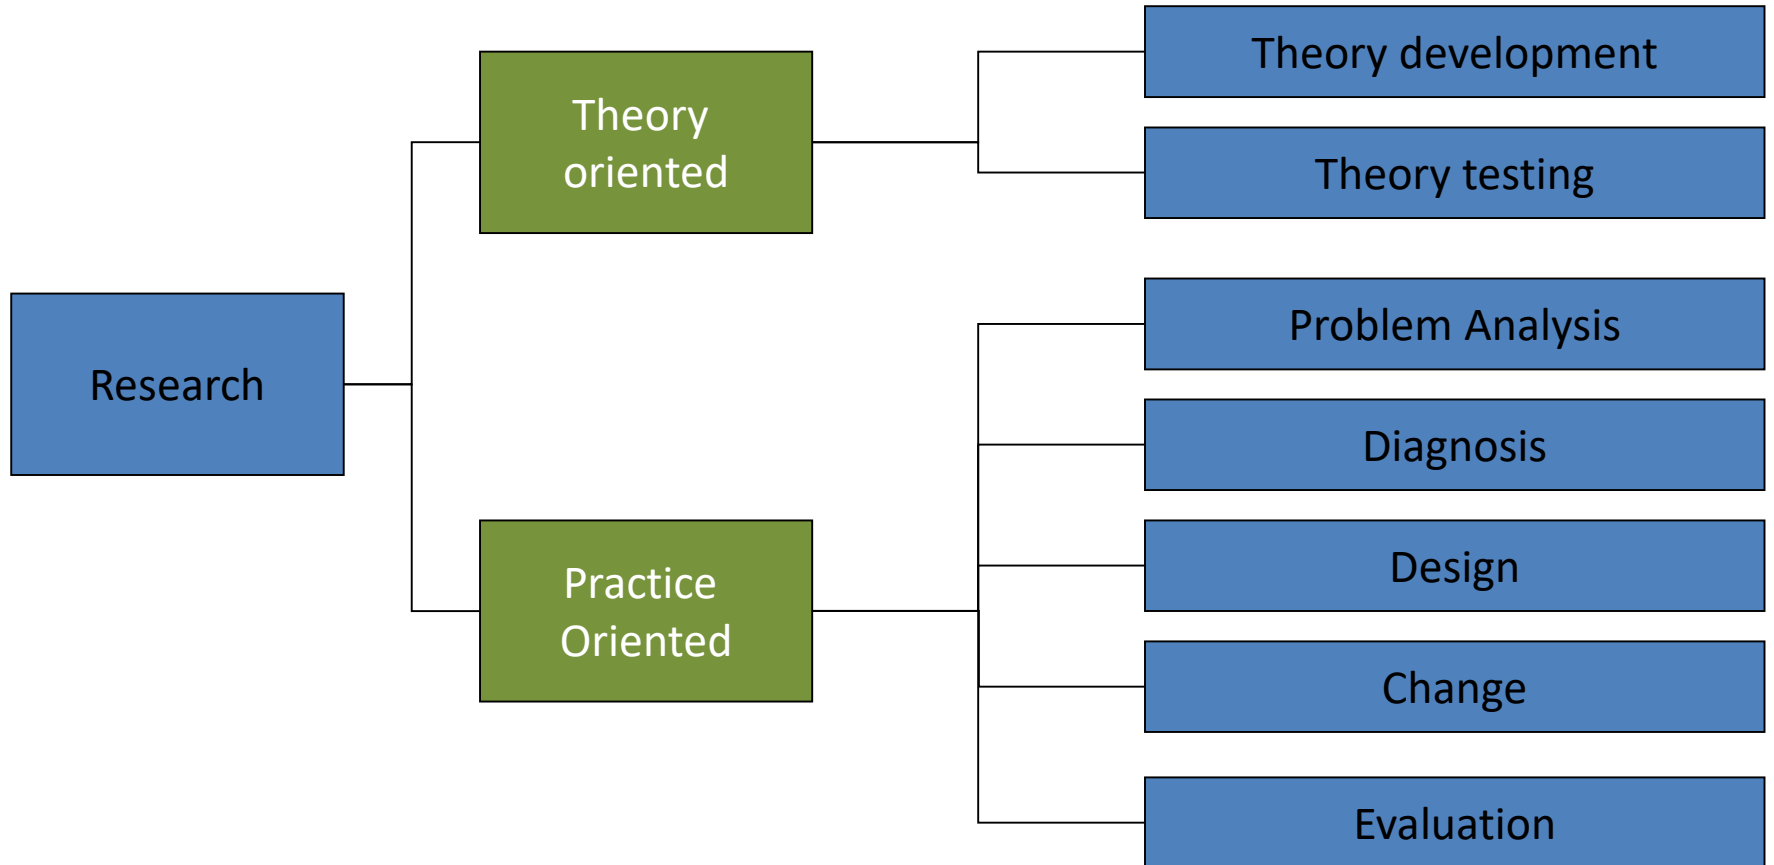 Research
Theory
oriented
Practice
Oriented
Theory development
Theory testing
Problem Analysis
Diagnosis
Design
Change
Evaluation